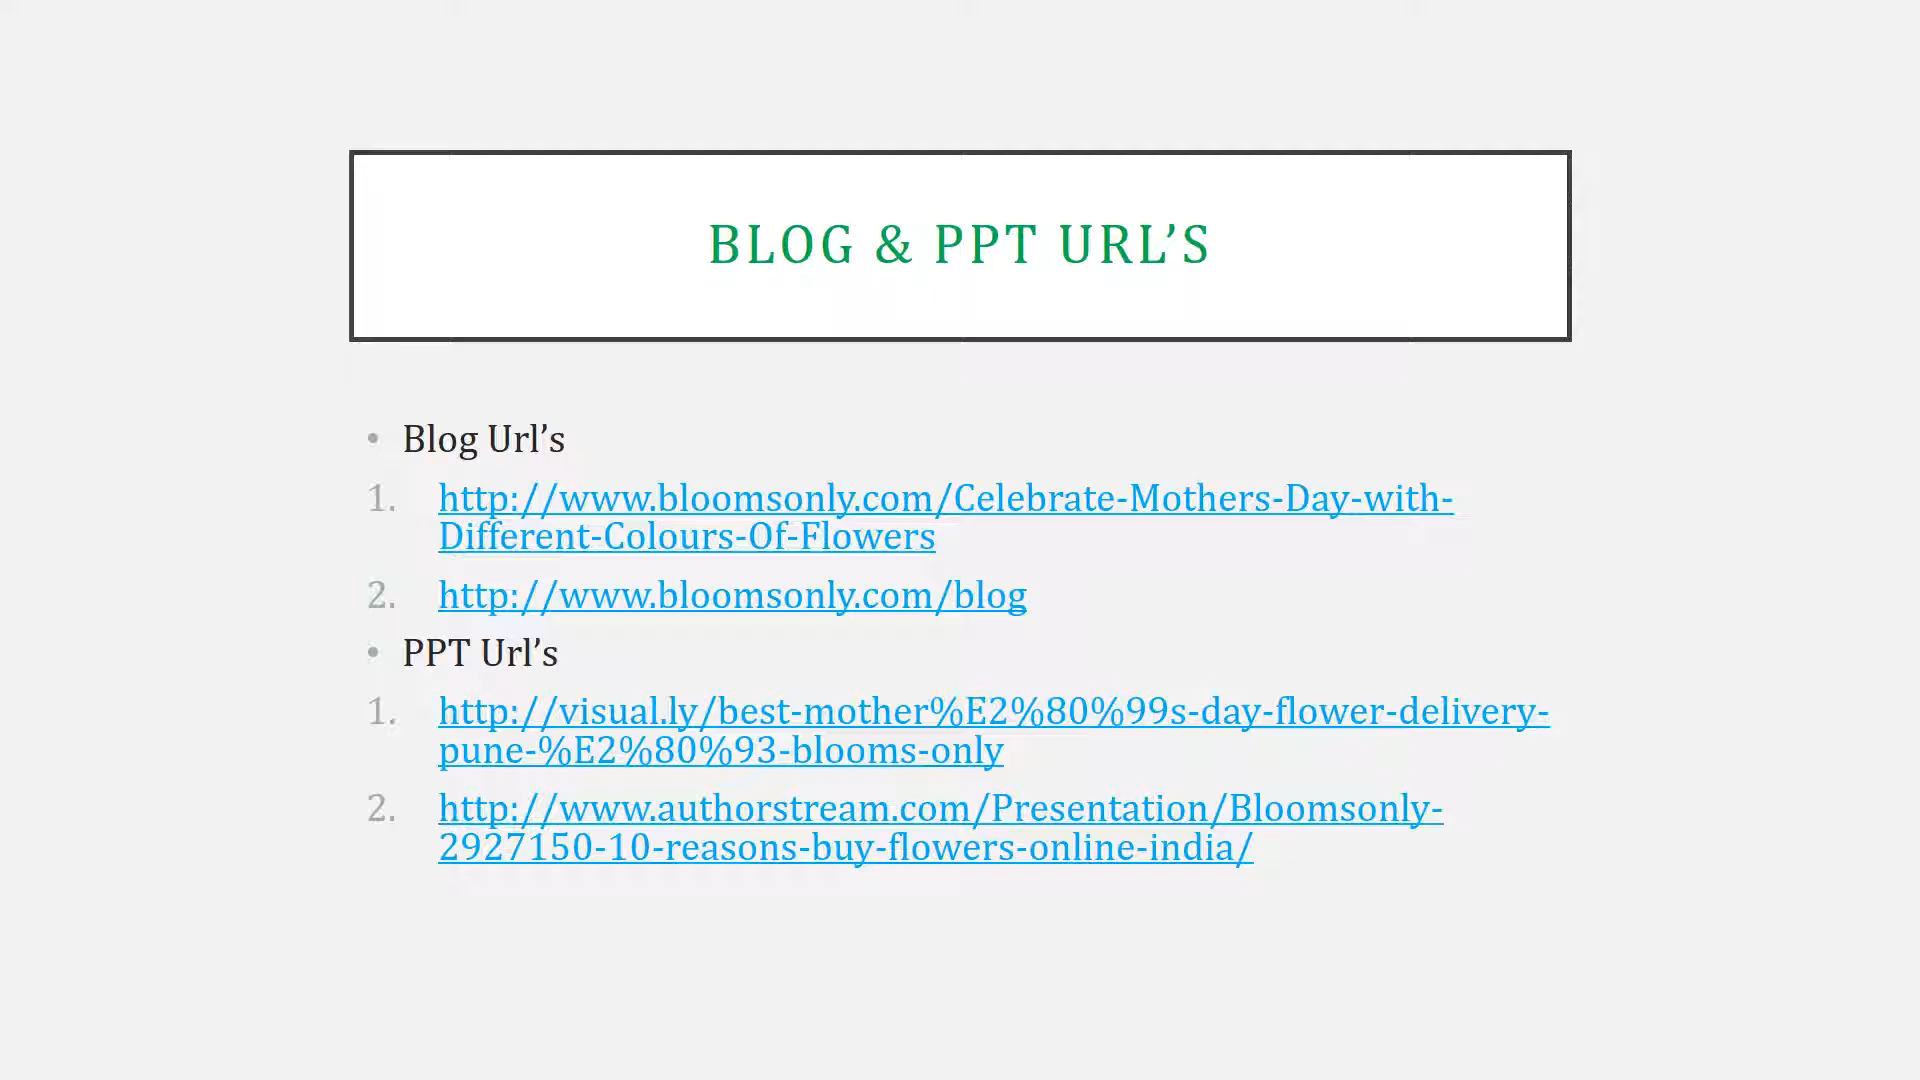 BLOG & PPT URL’S
• Blog Url’s
1. http://www.bloomsonly.com/Celebrate-Mothers-Day-with-
Different-Colours-Of-Flowers
2. http://www.bloomsonly.com/blog
• PPT Url’s
1. http://visual.ly/best-mother%E2%80%99s-day-flower-delivery-
pune-%E2%80%93-blooms-only
2. http://www.authorstream.com/Presentation/Bloomsonly-
2927150-10-reasons-buy-flowers-online-india/